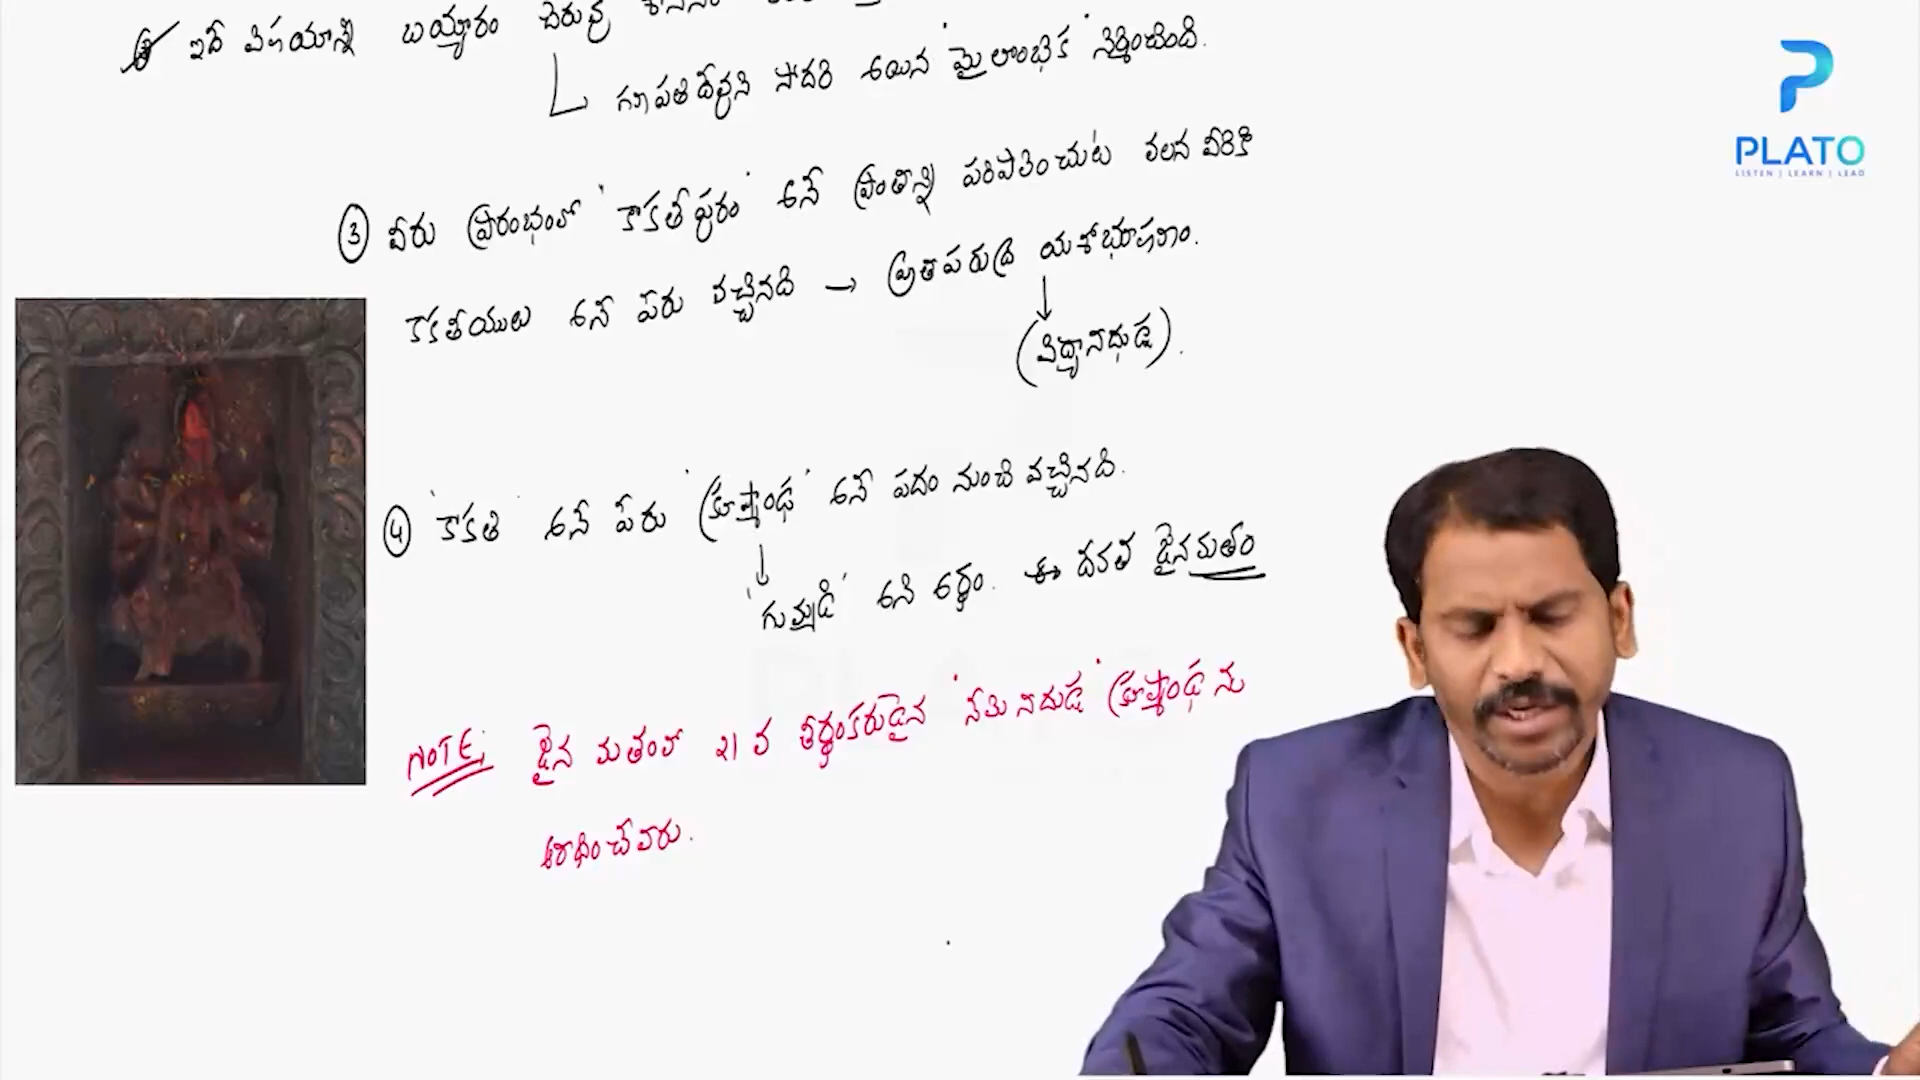 ఇదే విషయాన్ని బయ్యారం చెరువు శాసనం
గణపతిదేవుని సోదరి అయిన 'మైలాంభిక' నిర్మించింది.
③ వీరు ప్రారంభంలో 'కాకతీపురం' అనే ప్రాంతాన్ని పరిపాలించుట వలన వీరికి
కాకతీయులు అనే పేరు వచ్చినది → ప్రతాపరుద్ర యశోభూషణం.
(విద్యానాధుడు).
④ 'కాకతి' అనే పేరు 'కూష్మాండ' అనే పదం నుంచి వచ్చినది.
'గుమ్మడి' అని అర్థం. ఈ దేవత జైనమతం
NOTE: జైన మతంలో 21 వ తీర్థంకరుడైన 'నేమినాధుడు' కూష్మాండను
ఆరాధించేవారు.
PLATO
LISTEN | LEARN | LEAD